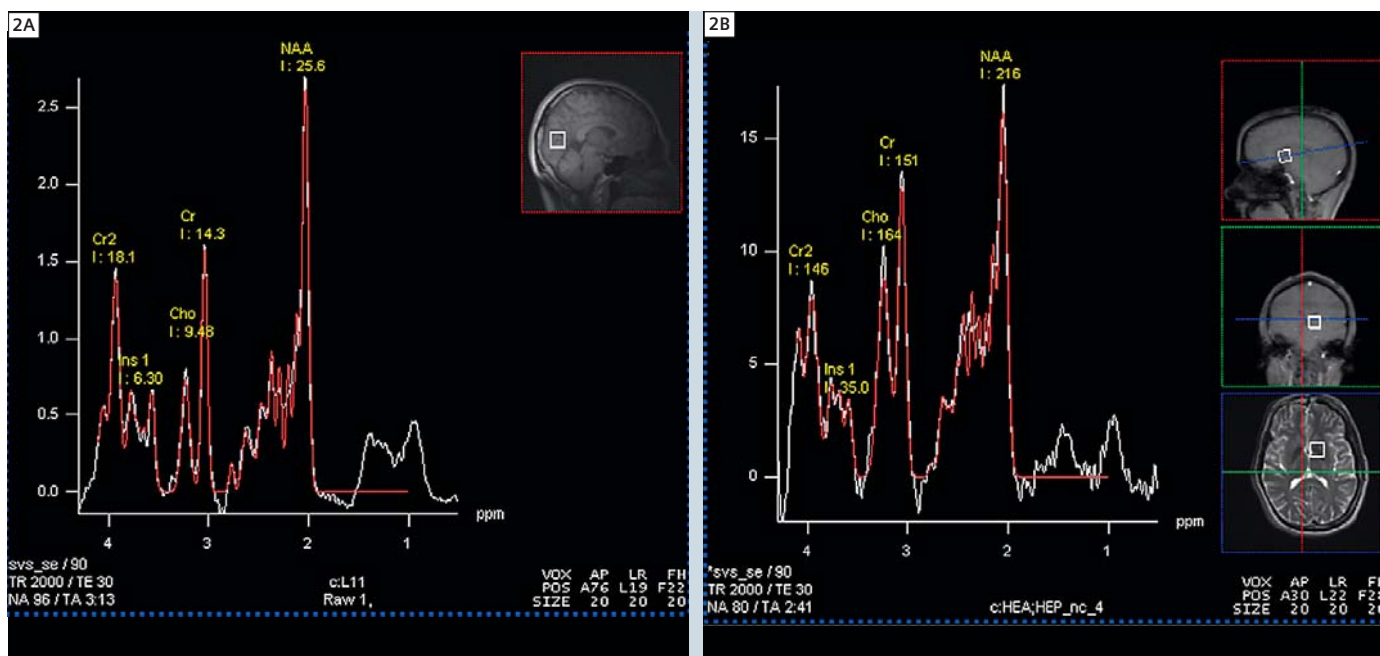 2A
NAA
I : 25.6
2.5
2.0
Cr
I : 14.3
Cr2
I : 18.1
1.5
Cho
I : 9.48
1.0
Ins 1
I : 6.30
0.5
0.0
ppm
4 3 2 1
svs_se / 90
TR 2000 / TE 30
NA 96 / TA 3:13
c:L11
Raw 1,
VOX AP LR FH
POS A76 L19 F22
SIZE 20 20 20
2B
NAA
I : 216
15
Cr
I : 151
Cho
I : 164
10
Cr2
I : 146
5
Ins 1
I : 35.0
0
ppm
4 3 2 1
*svs_se / 90
TR 2000 / TE 30
NA 80 / TA 2:41
c:HEA;HEP_nc_4
VOX AP LR
POS A30 L22
SIZE 20 20